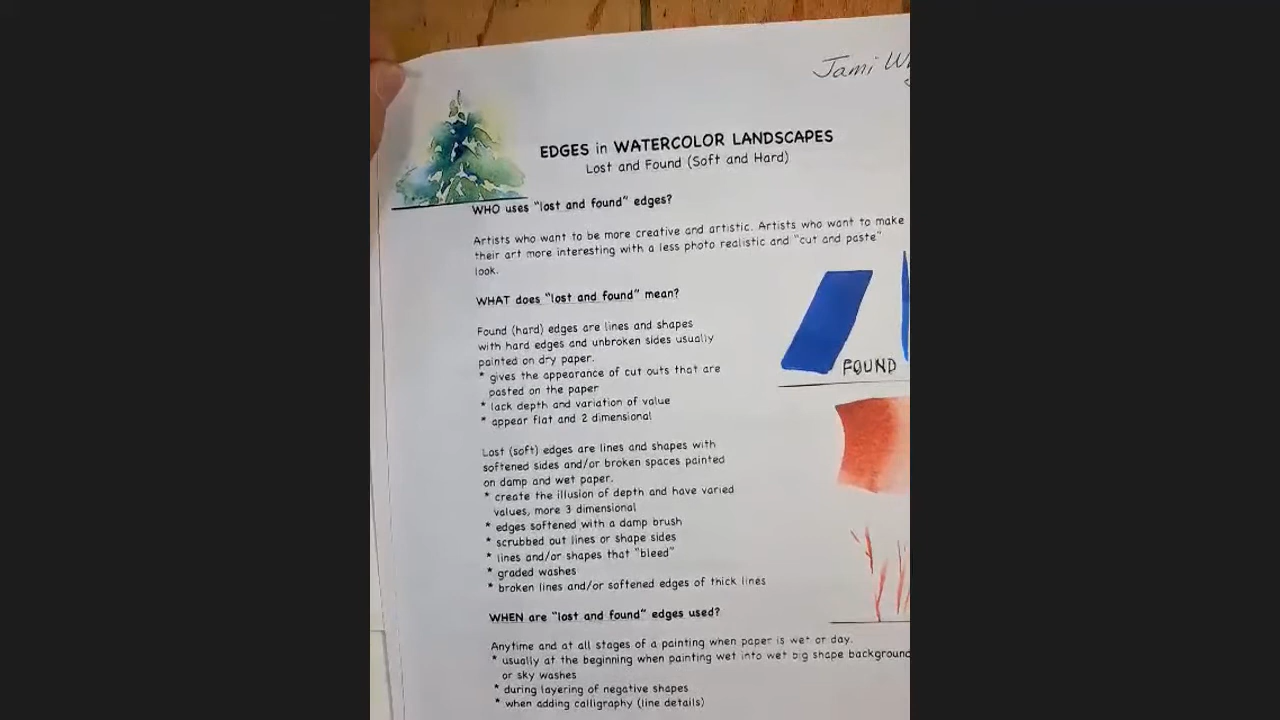 Jami
EDGES in WATERCOLOR LANDSCAPES
Lost and Found (Soft and Hard)
WHO uses "lost and found" edges?
Artists who want to be more creative and artistic. Artists who want to make
their art more interesting with a less photo realistic and "cut and paste"
look.
WHAT does "lost and found" mean?
Found (hard) edges are lines and shapes
with hard edges and unbroken sides usually
painted on dry paper.
* gives the appearance of cut outs that are
pasted on the paper
* lack depth and variation of value
* appear flat and 2 dimensional
FOUND
Lost (soft) edges are lines and shapes with
softened sides and/or broken spaces painted
on damp and wet paper.
* create the illusion of depth and have varied
values, more 3 dimensional
* edges softened with a damp brush
* scrubbed out lines or shape sides
* lines and/or shapes that "bleed"
* graded washes
* broken lines and/or softened edges of thick lines
WHEN are "lost and found" edges used?
Anytime and at all stages of a painting when paper is wet or day.
* usually at the beginning when painting wet into wet big shape background
or sky washes
* during layering of negative shapes
* when adding calligraphy (line details)